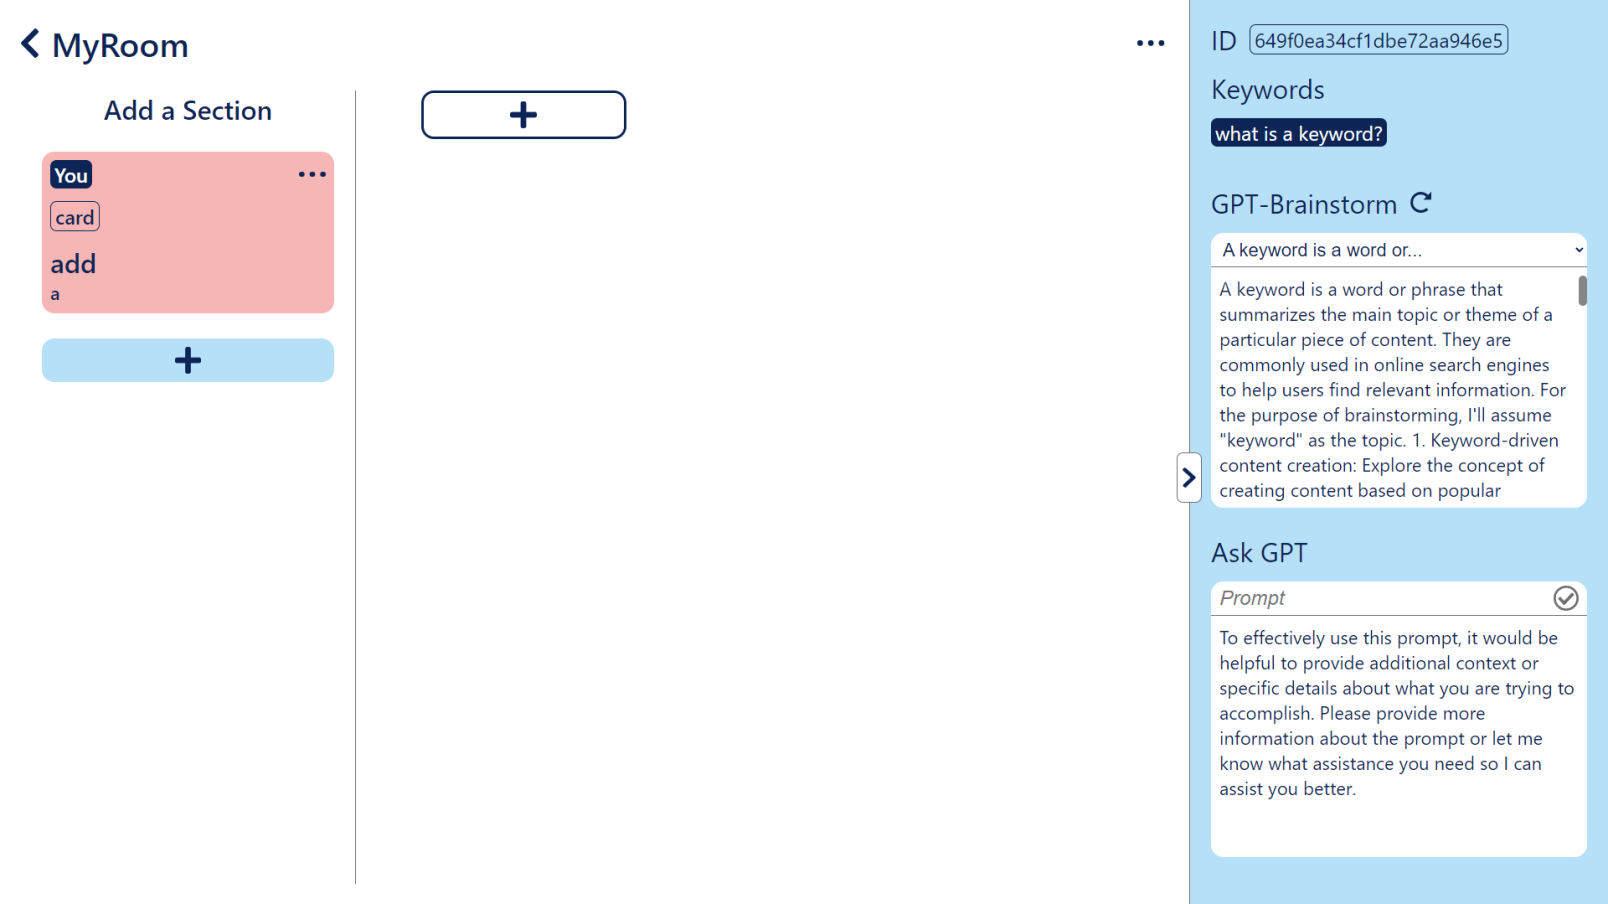 MyRoom
Add a Section
You
card
add
a
ID 649f0ea34cf1dbe72aa946e5
Keywords
what is a keyword?
GPT-Brainstorm
A keyword is a word or...
A keyword is a word or phrase that
summarizes the main topic or theme of a
particular piece of content. They are
commonly used in online search engines
to help users find relevant information. For
the purpose of brainstorming, I'll assume
"keyword" as the topic. 1. Keyword-driven
content creation: Explore the concept of
creating content based on popular
Ask GPT
Prompt
To effectively use this prompt, it would be
helpful to provide additional context or
specific details about what you are trying to
accomplish. Please provide more
information about the prompt or let me
know what assistance you need so I can
assist you better.